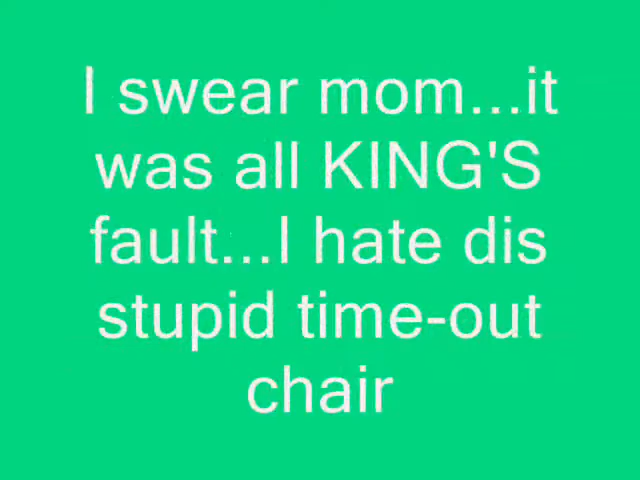 I swear mom...it
was all KING'S
fault...I hate dis
stupid time-out
chair